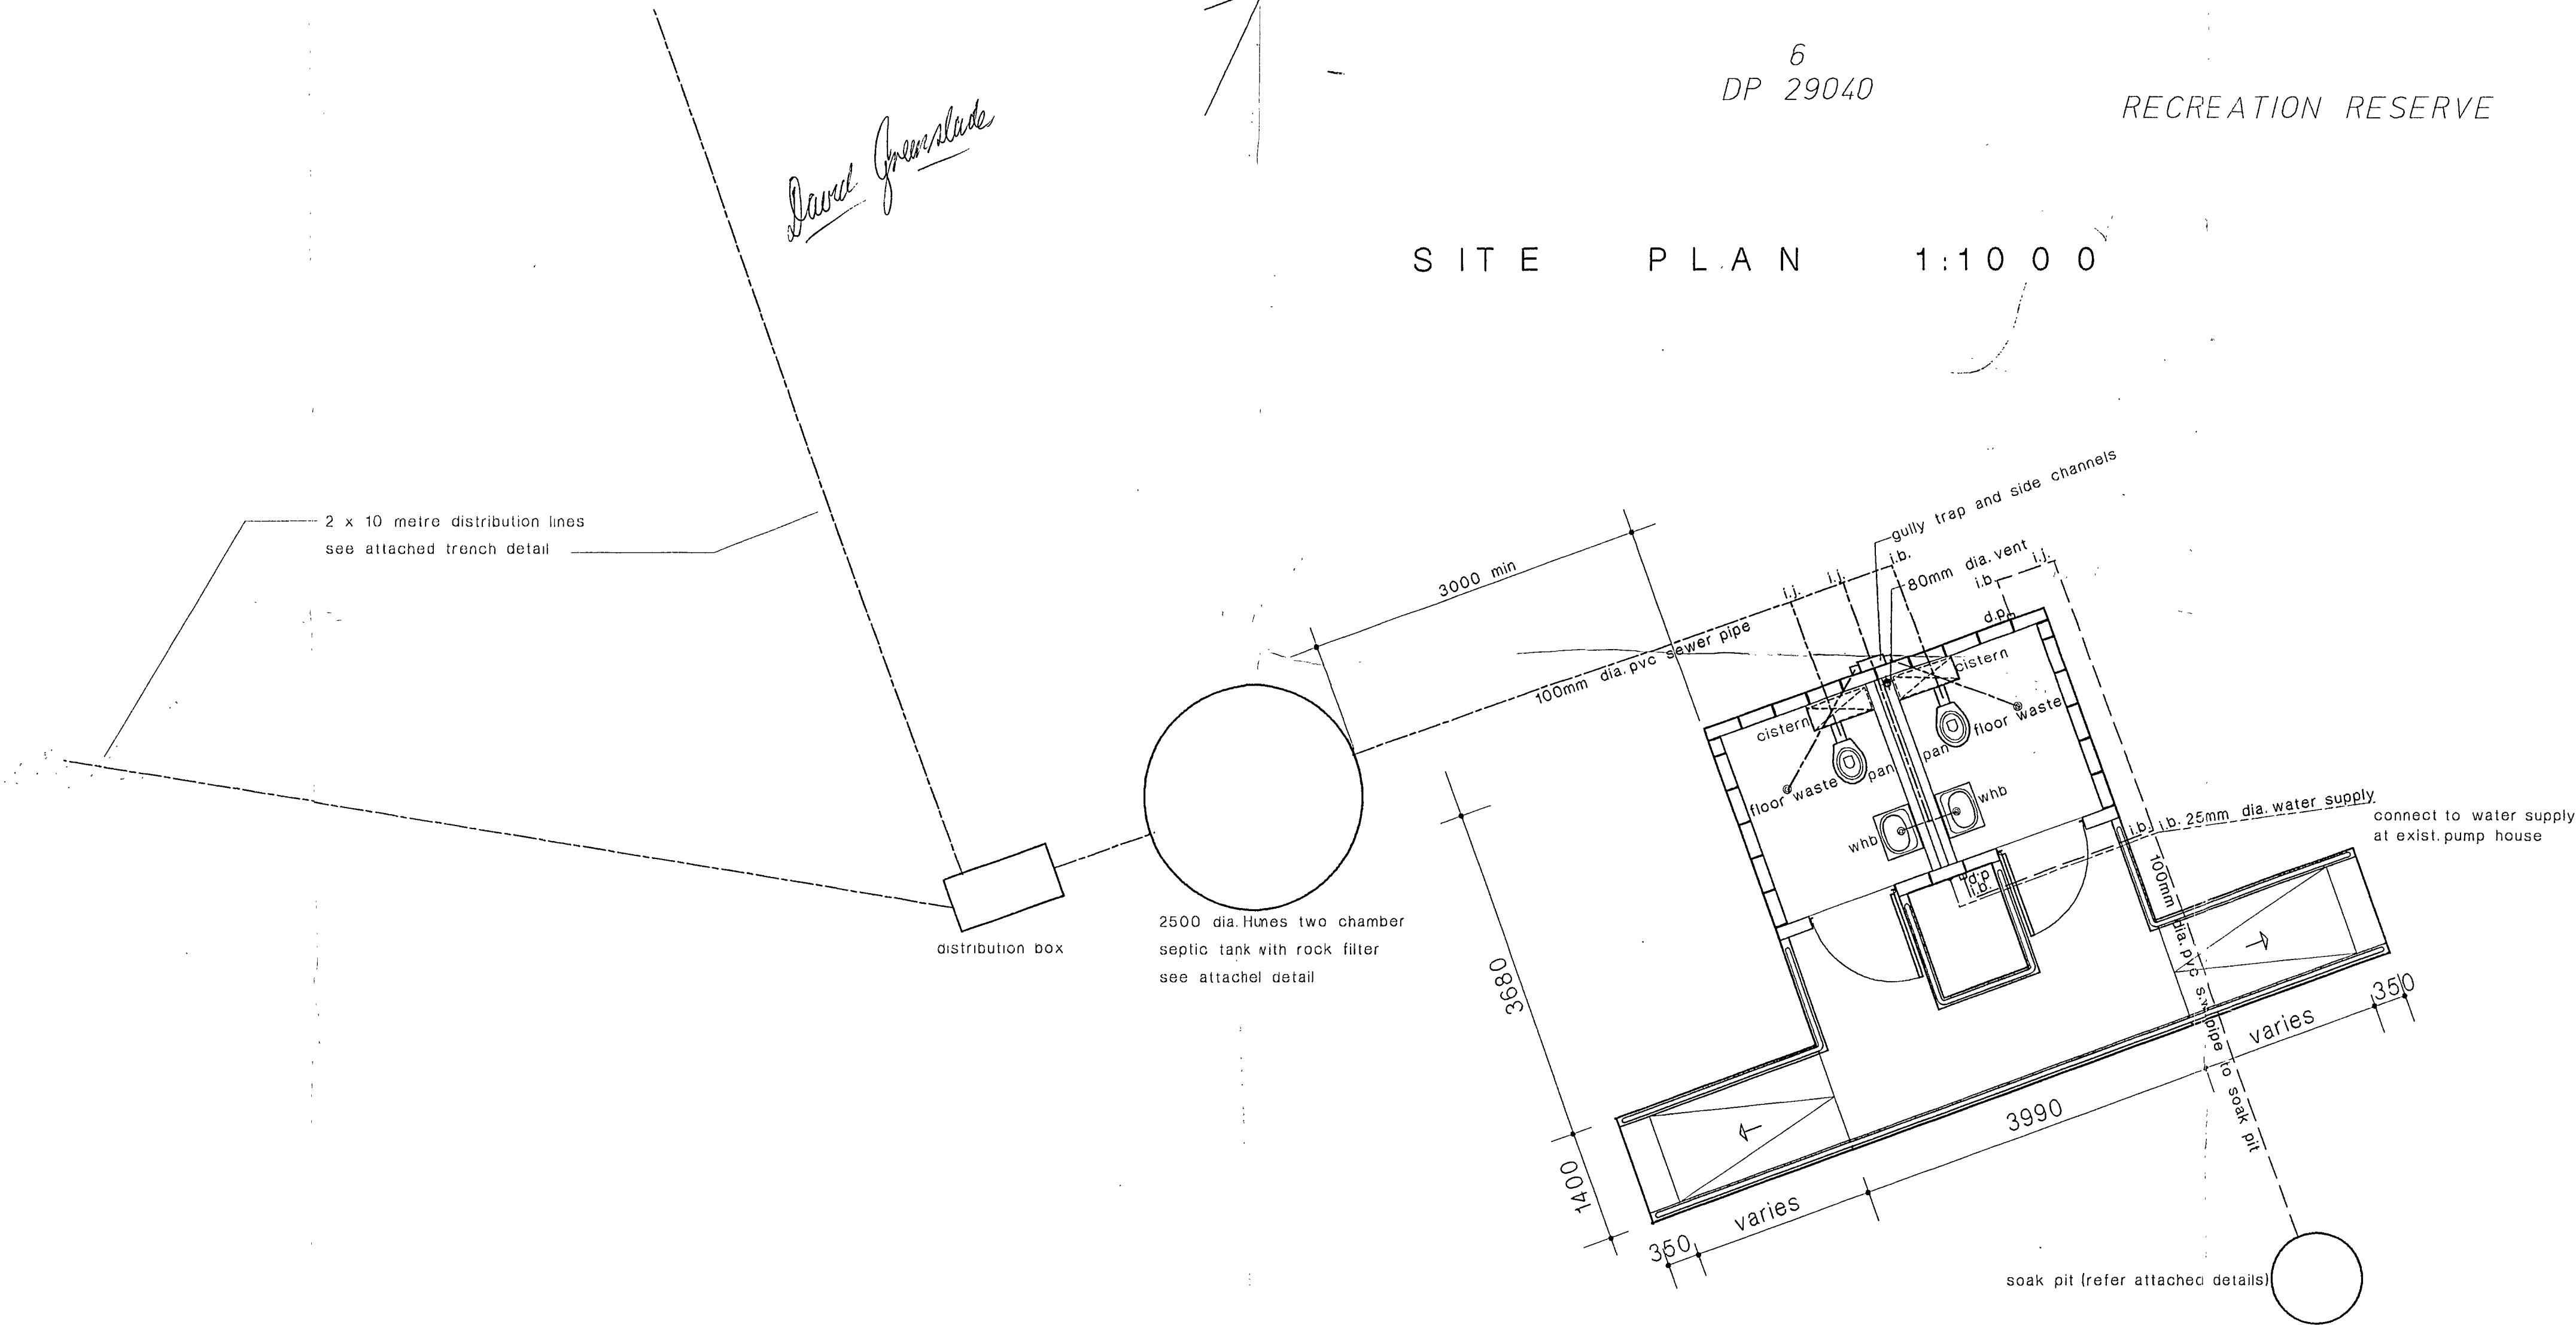 6
DP 29040
RECREATION RESERVE
David Greenslade
SITE PLAN 1:1000
gully trap and side channels
2 x 10 metre distribution lines
see attached trench detail
3000 min
i.j.
i.j.
i.b.
80mm dia. vent
i.b.
i.j.
d.p.
100mm dia. pvc sewer pipe
cistern
cistern
floor waste
pan
pan
floor waste
whb
whb
i.b. i.b. 25mm dia. water supply
connect to water supply
at exist. pump house
d.p
i.b.
100mm dia. pvc s.w. pipe to soak pit
distribution box
2500 dia. Humes two chamber
septic tank with rock filter
see attached detail
3680
350
varies
3990
1400
varies
350
soak pit (refer attached details)